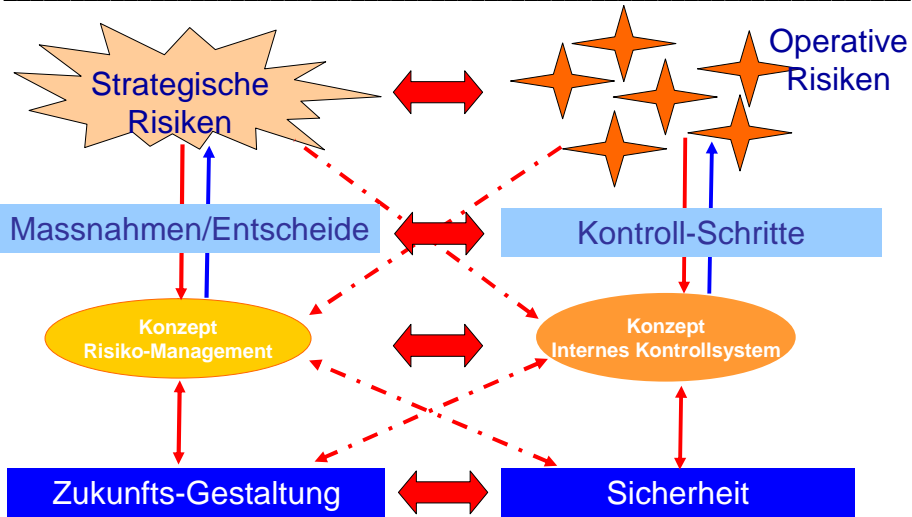 Strategische
Risiken
Operative
Risiken
Massnahmen/Entscheide
Kontroll-Schritte
Konzept
Risiko-Management
Konzept
Internes Kontrollsystem
Zukunfts-Gestaltung
Sicherheit